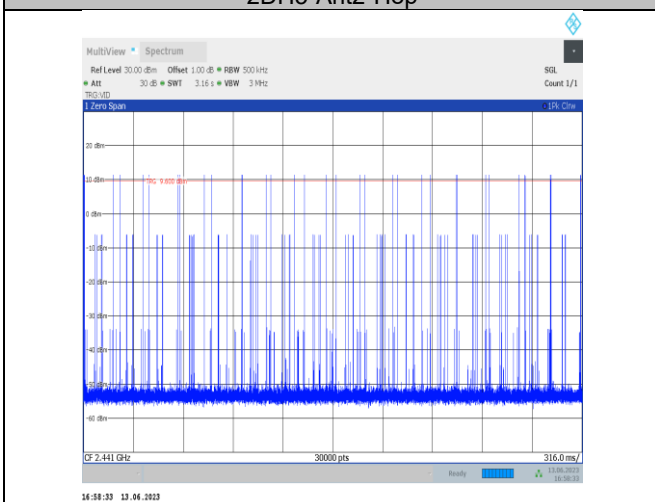 2DH5-Ant2-Hop
MultiView Spectrum
Ref Level 30.00 dBm Offset 1.00 dB RBW 500 kHz SGL
Att 30 dB SWT 3.16 s VBW 3 MHz Count 1/1
TRG:VID
1 Zero Span 1Pk Clrw
20 dBm
10 dBm
TRG 9.600 dBm
0 dBm
-10 dBm
-20 dBm
-30 dBm
-40 dBm
-50 dBm
-60 dBm
CF 2.441 GHz 30000 pts 316.0 ms/
Ready 13.06.2023
16:58:33
16:58:33 13.06.2023